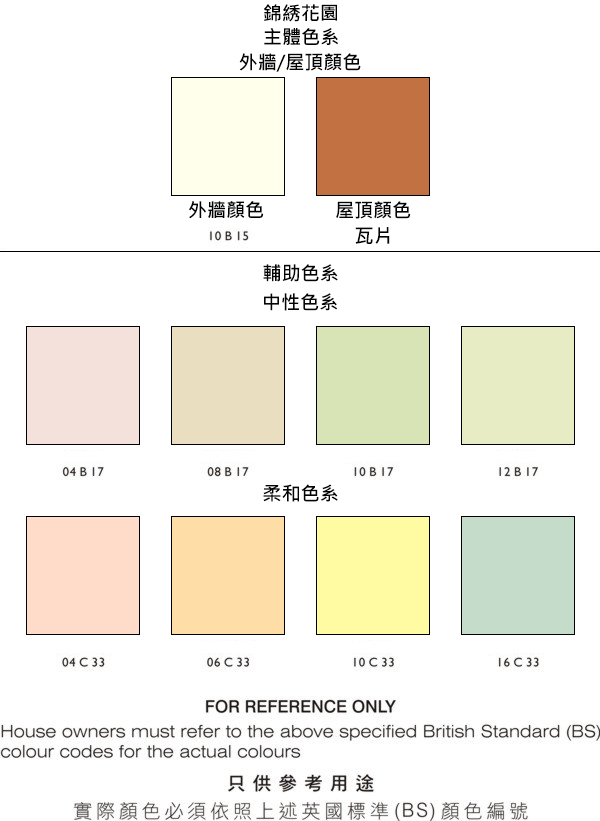 錦綉花園
主體色系
外牆/屋頂顏色
外牆顏色 屋頂顏色
10 B 15 瓦片
輔助色系
中性色系
04 B 17 08 B 17 10 B 17 12 B 17
柔和色系
04 C 33 06 C 33 10 C 33 16 C 33
FOR REFERENCE ONLY
House owners must refer to the above specified British Standard (BS)
colour codes for the actual colours
只供參考用途
實際顏色必須依照上述英國標準(BS)顏色編號